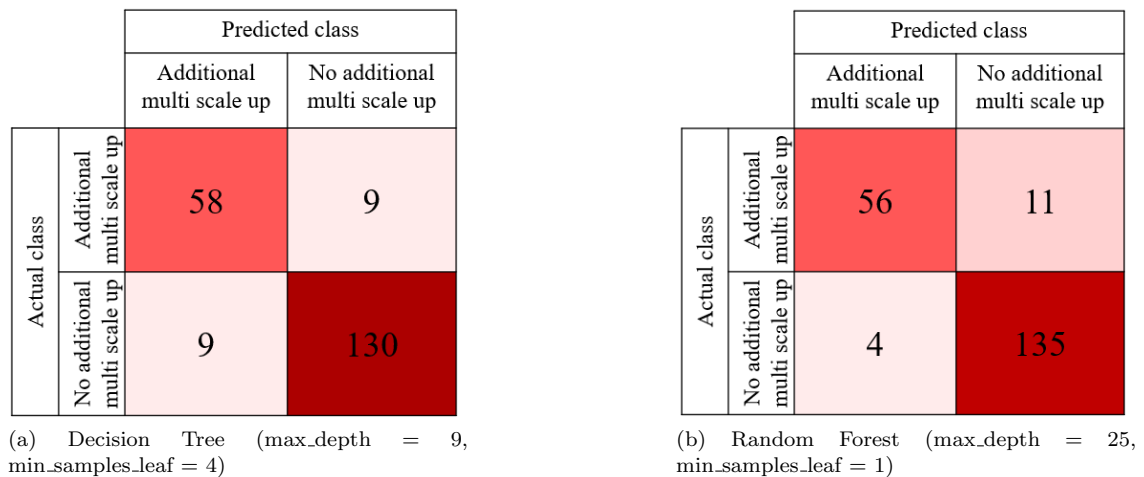 Predicted class
Additional
multi scale up
No additional
multi scale up
Actual class
Additional
multi scale up
58
9
No additional
multi scale up
9
130
(a) Decision Tree (max_depth = 9,
min_samples_leaf = 4)
Predicted class
Additional
multi scale up
No additional
multi scale up
Actual class
Additional
multi scale up
56
11
No additional
multi scale up
4
135
(b) Random Forest (max_depth = 25,
min_samples_leaf = 1)